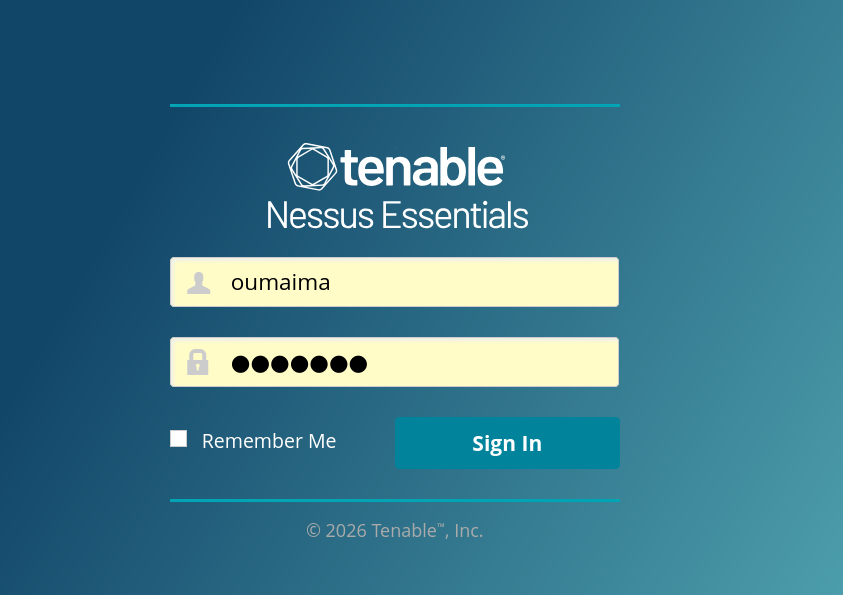 tenable®
Nessus Essentials
oumaima
●●●●●●●
Remember Me
Sign In
© 2026 Tenable™, Inc.